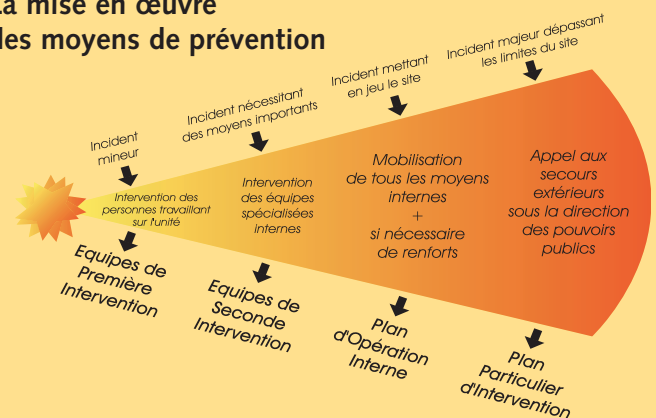 La mise en œuvre
des moyens de prévention
Incident
mineur
Incident nécessitant
des moyens importants
Incident mettant
en jeu le site
Incident majeur dépassant
les limites du site
Intervention des
personnes travaillant
sur l'unité
Intervention
des équipes
spécialisées
internes
Mobilisation
de tous les moyens
internes
+
si nécessaire
de renforts
Appel aux
secours
extérieurs
sous la direction
des pouvoirs
publics
Equipes de
Première
Intervention
Equipes de
Seconde
Intervention
Plan
d'Opération
Interne
Plan
Particulier
d'Intervention